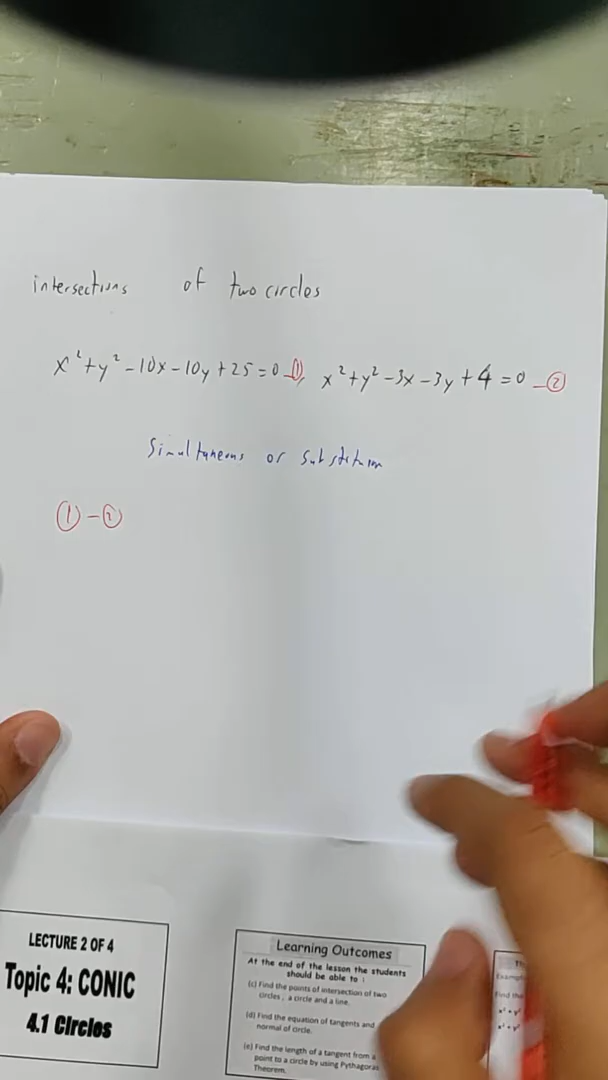 intersections of two circles
x²+y²-10x-10y+25=0 ①, x²+y²-3x-3y+4=0 -②
Simultaneous or Substitution
①-②
LECTURE 2 OF 4
Topic 4: CONIC
4.1 Circles
Learning Outcomes
At the end of the lesson the students
should be able to :
(c) Find the points of intersection of two
circles , a circle and a line.
(d) Find the equation of tangents and
normal of circle.
(e) Find the length of a tangent from a
point to a circle by using Pythagoras
Theorem.
Find the